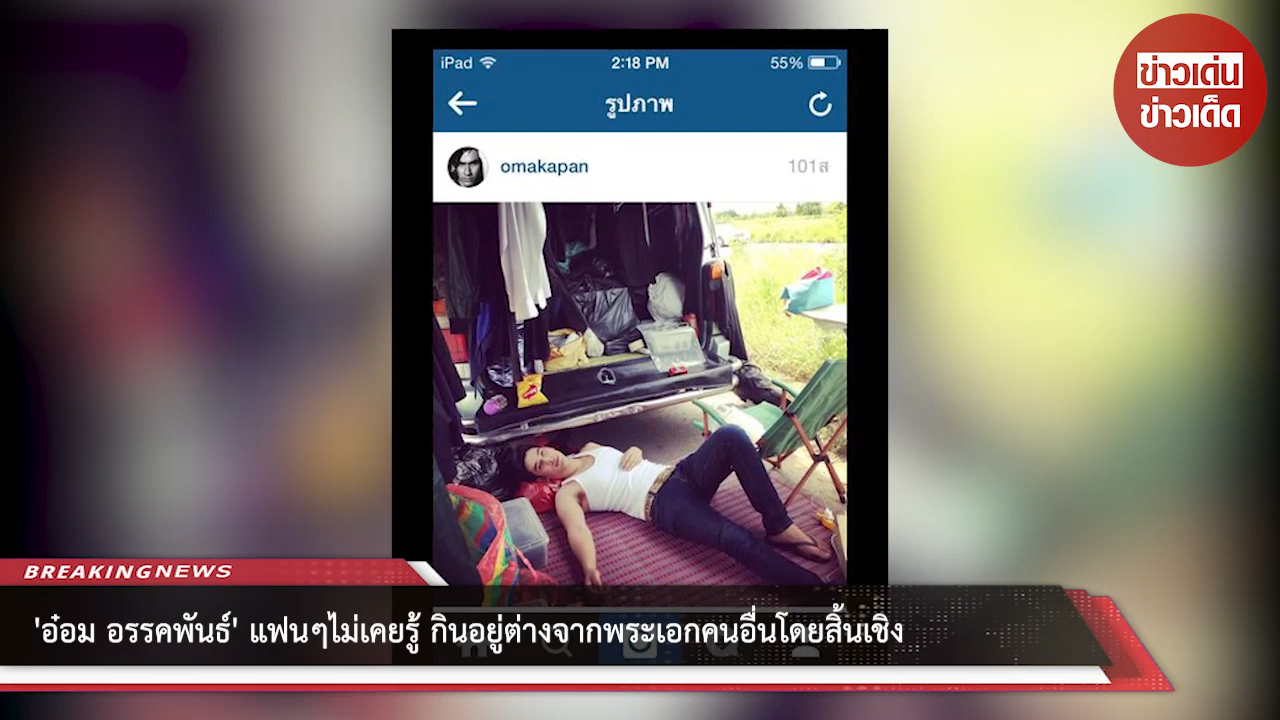 ข่าวเด่น
ข่าวเด็ด
iPad 2:18 PM 55%
รูปภาพ
omakapan 101ส
BREAKINGNEWS
'อ๋อม อรรคพันธ์' แฟนๆไม่เคยรู้ กินอยู่ต่างจากพระเอกคนอื่นโดยสิ้นเชิง